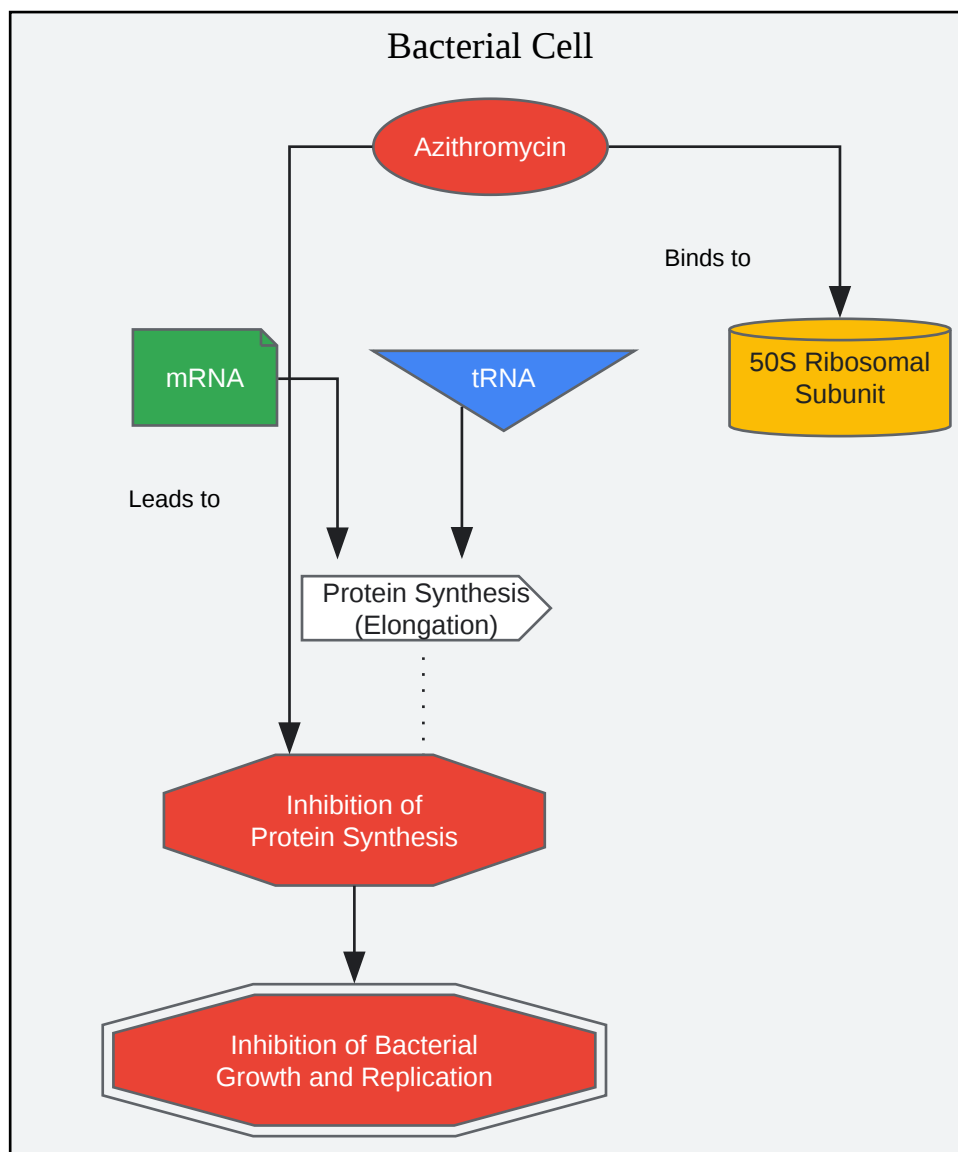 Bacterial Cell
Azithromycin
Binds to
mRNA
tRNA
50S Ribosomal
Subunit
Leads to
Protein Synthesis
(Elongation)
Inhibition of
Protein Synthesis
Inhibition of Bacterial
Growth and Replication